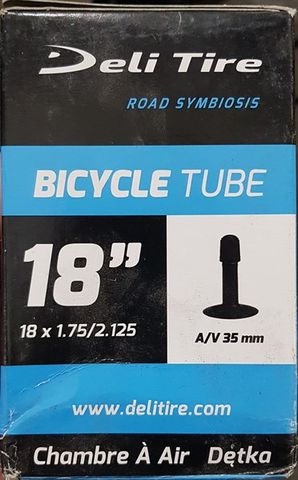 Deli Tire
ROAD SYMBIOSIS
BICYCLE TUBE
18”
18 x 1.75/2.125
A/V 35 mm
www.delitire.com
Chambre À Air Dętka